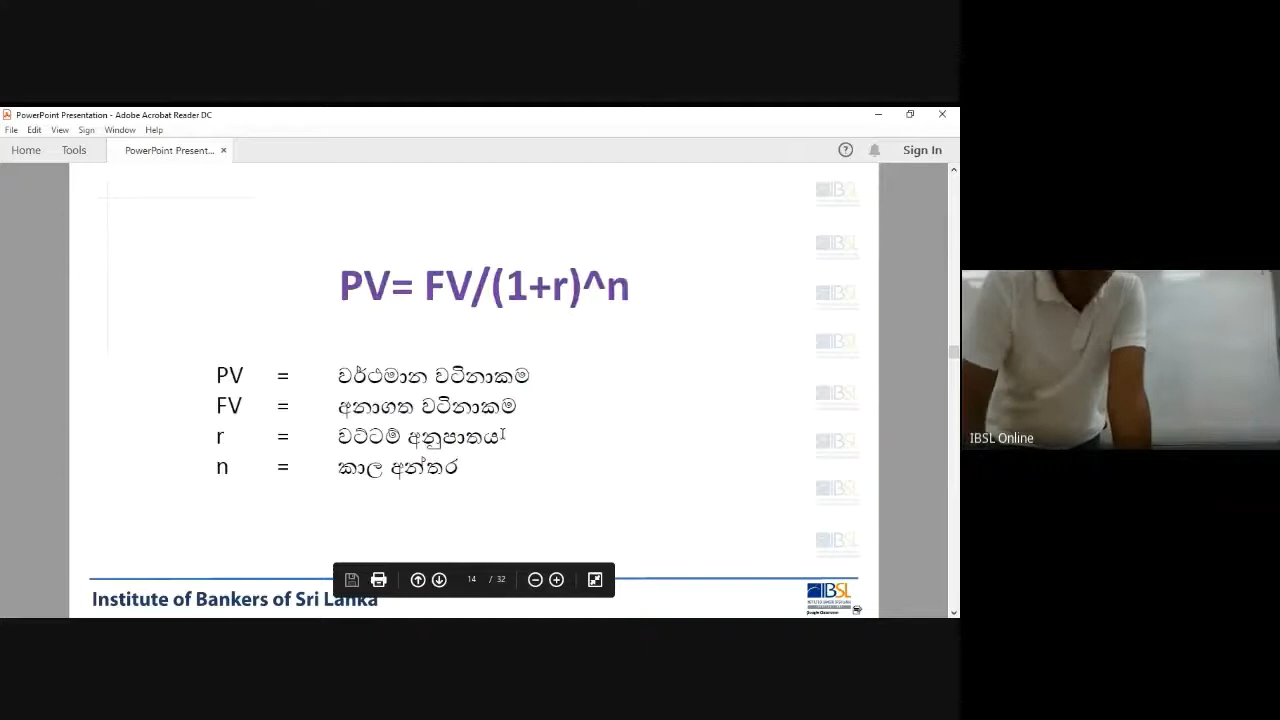 PowerPoint Presentation - Adobe Acrobat Reader DC
File Edit View Sign Window Help
Home Tools PowerPoint Present... × Sign In
PV= FV/(1+r)^n
PV = වර්ථමාන වටිනාකම
FV = අනාගත වටිනාකම
r = වට්ටම් අනුපාතය
n = කාල අන්තර
14 / 32
Institute of Bankers of Sri Lanka
IBSL
IBSL Online